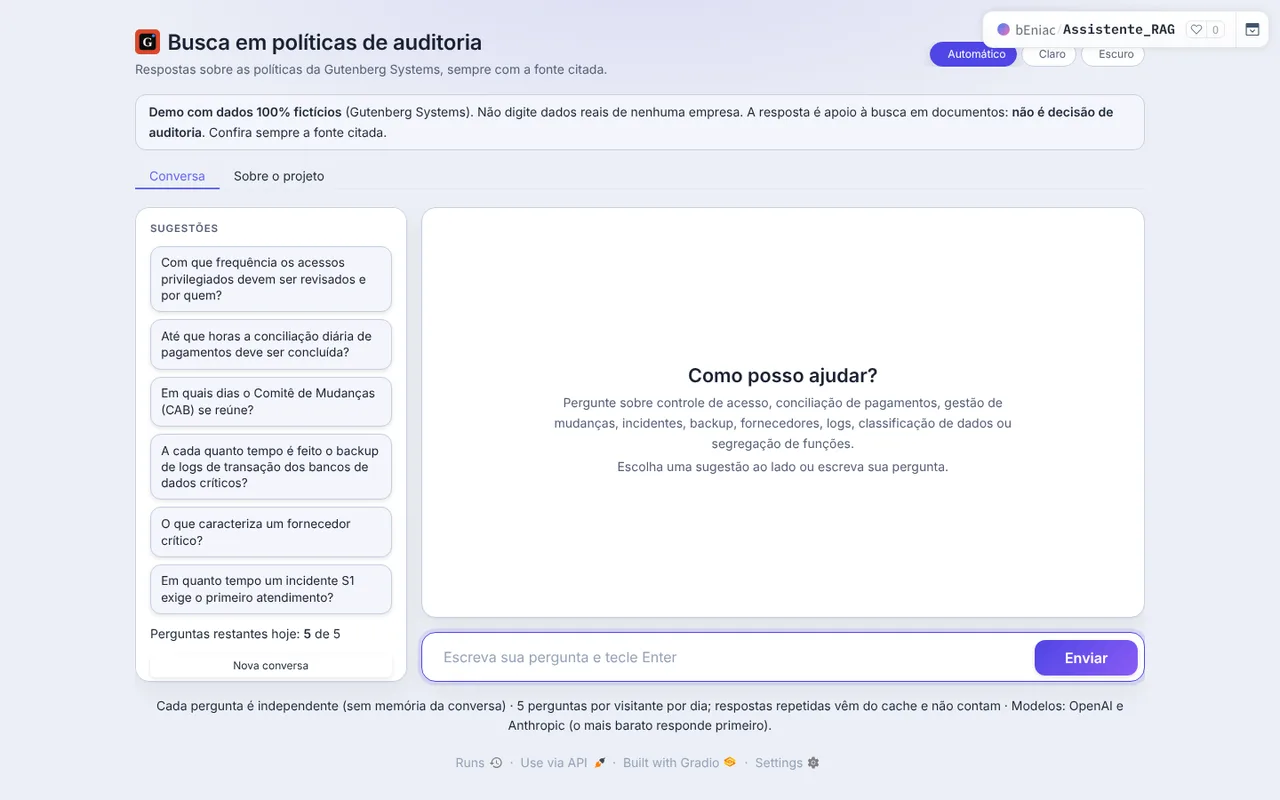 G
Busca em políticas de auditoria
Respostas sobre as políticas da Gutenberg Systems, sempre com a fonte citada.
bEniac/Assistente_RAG
0
Automático
Claro
Escuro
Demo com dados 100% fictícios (Gutenberg Systems). Não digite dados reais de nenhuma empresa. A resposta é apoio à busca em documentos: não é decisão de
auditoria. Confira sempre a fonte citada.
Conversa
Sobre o projeto
SUGESTÕES
Com que frequência os acessos
privilegiados devem ser revisados e
por quem?
Até que horas a conciliação diária de
pagamentos deve ser concluída?
Em quais dias o Comitê de Mudanças
(CAB) se reúne?
A cada quanto tempo é feito o backup
de logs de transação dos bancos de
dados críticos?
O que caracteriza um fornecedor
crítico?
Em quanto tempo um incidente S1
exige o primeiro atendimento?
Perguntas restantes hoje: 5 de 5
Nova conversa
Como posso ajudar?
Pergunte sobre controle de acesso, conciliação de pagamentos, gestão de
mudanças, incidentes, backup, fornecedores, logs, classificação de dados ou
segregação de funções.
Escolha uma sugestão ao lado ou escreva sua pergunta.
Escreva sua pergunta e tecle Enter
Enviar
Cada pergunta é independente (sem memória da conversa) · 5 perguntas por visitante por dia; respostas repetidas vêm do cache e não contam · Modelos: OpenAI e
Anthropic (o mais barato responde primeiro).
Runs · Use via API · Built with Gradio · Settings